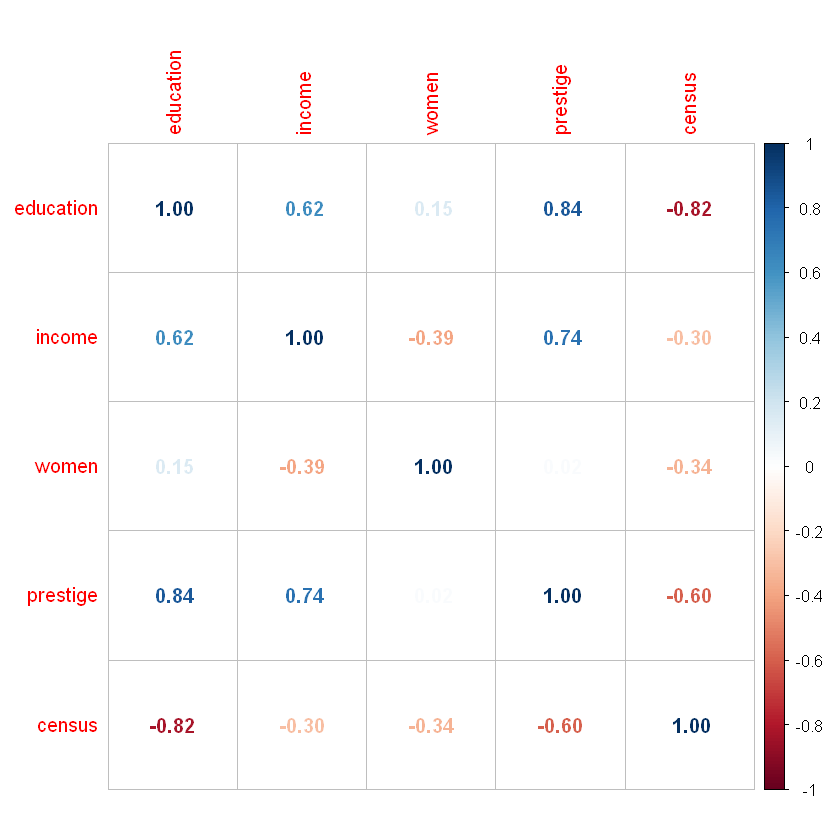 education income women prestige census
education 1.00 0.62 0.15 0.84 -0.82
income 0.62 1.00 -0.39 0.74 -0.30
women 0.15 -0.39 1.00 0.02 -0.34
prestige 0.84 0.74 0.02 1.00 -0.60
census -0.82 -0.30 -0.34 -0.60 1.00
1
0.8
0.6
0.4
0.2
0
-0.2
-0.4
-0.6
-0.8
-1